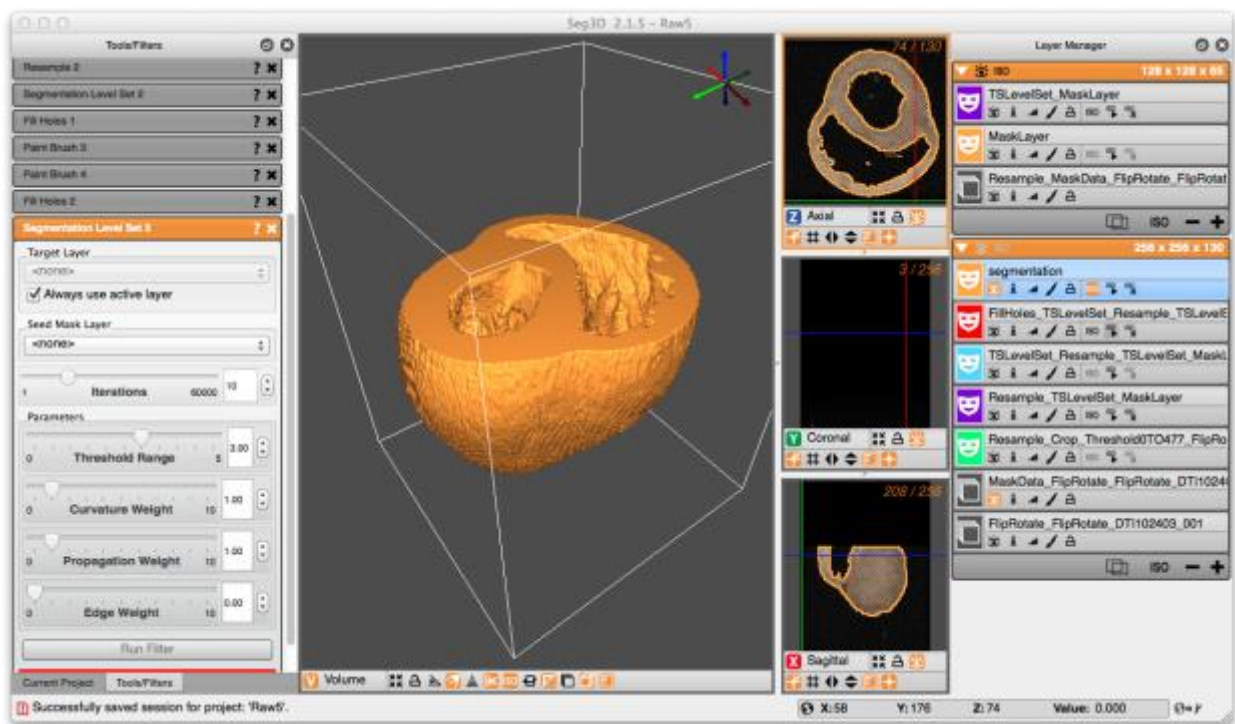 Seg3D 2.1.5 - Raw5
Tools/Filters
Resample 2
Segmentation Level Set 2
Fill Holes 1
Paint Brush 3
Paint Brush 4
Fill Holes 2
Segmentation Level Set 3
Target Layer
<none>
Always use active layer
Seed Mask Layer
<none>
1 Iterations 60000 10
Parameters
0 Threshold Range 5 3.00
0 Curvature Weight 10 1.00
0 Propagation Weight 10 1.00
0 Edge Weight 10 0.00
Run Filter
Current Project Tools/Filters
Volume
74 / 130
Z Axial
3 / 256
Y Coronal
208 / 256
X Sagittal
Layer Manager
ISO 128 x 128 x 65
TSLevelSet_MaskLayer
MaskLayer
Resample_MaskData_FlipRotate_FlipRotat
ISO
256 x 256 x 130
segmentation
FillHoles_TSLevelSet_Resample_TSLevelS
TSLevelSet_Resample_TSLevelSet_MaskL
Resample_TSLevelSet_MaskLayer
Resample_Crop_Threshold0TO477_FlipRo
MaskData_FlipRotate_FlipRotate_DTI1024
FlipRotate_FlipRotate_DTI102403_001
ISO
Successfully saved session for project: 'Raw5'.
X: 58 Y: 176 Z: 74 Value: 0.000